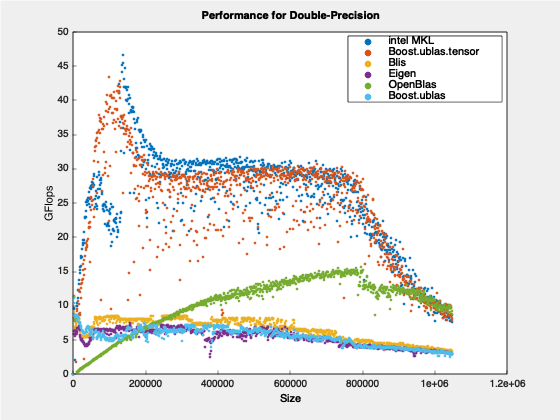 Performance for Double-Precision
50
45
40
35
30
25
20
15
10
5
0
GFlops
intel MKL
Boost.ublas.tensor
Blis
Eigen
OpenBlas
Boost.ublas
0
200000
400000
600000
800000
1e+06
1.2e+06
Size